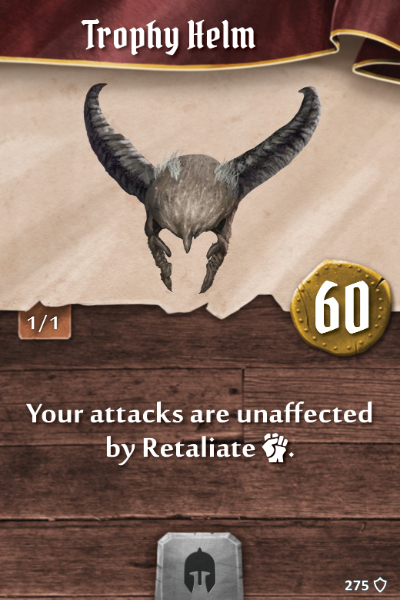 Trophy Helm
60
1/1
Your attacks are unaffected
by Retaliate.
275